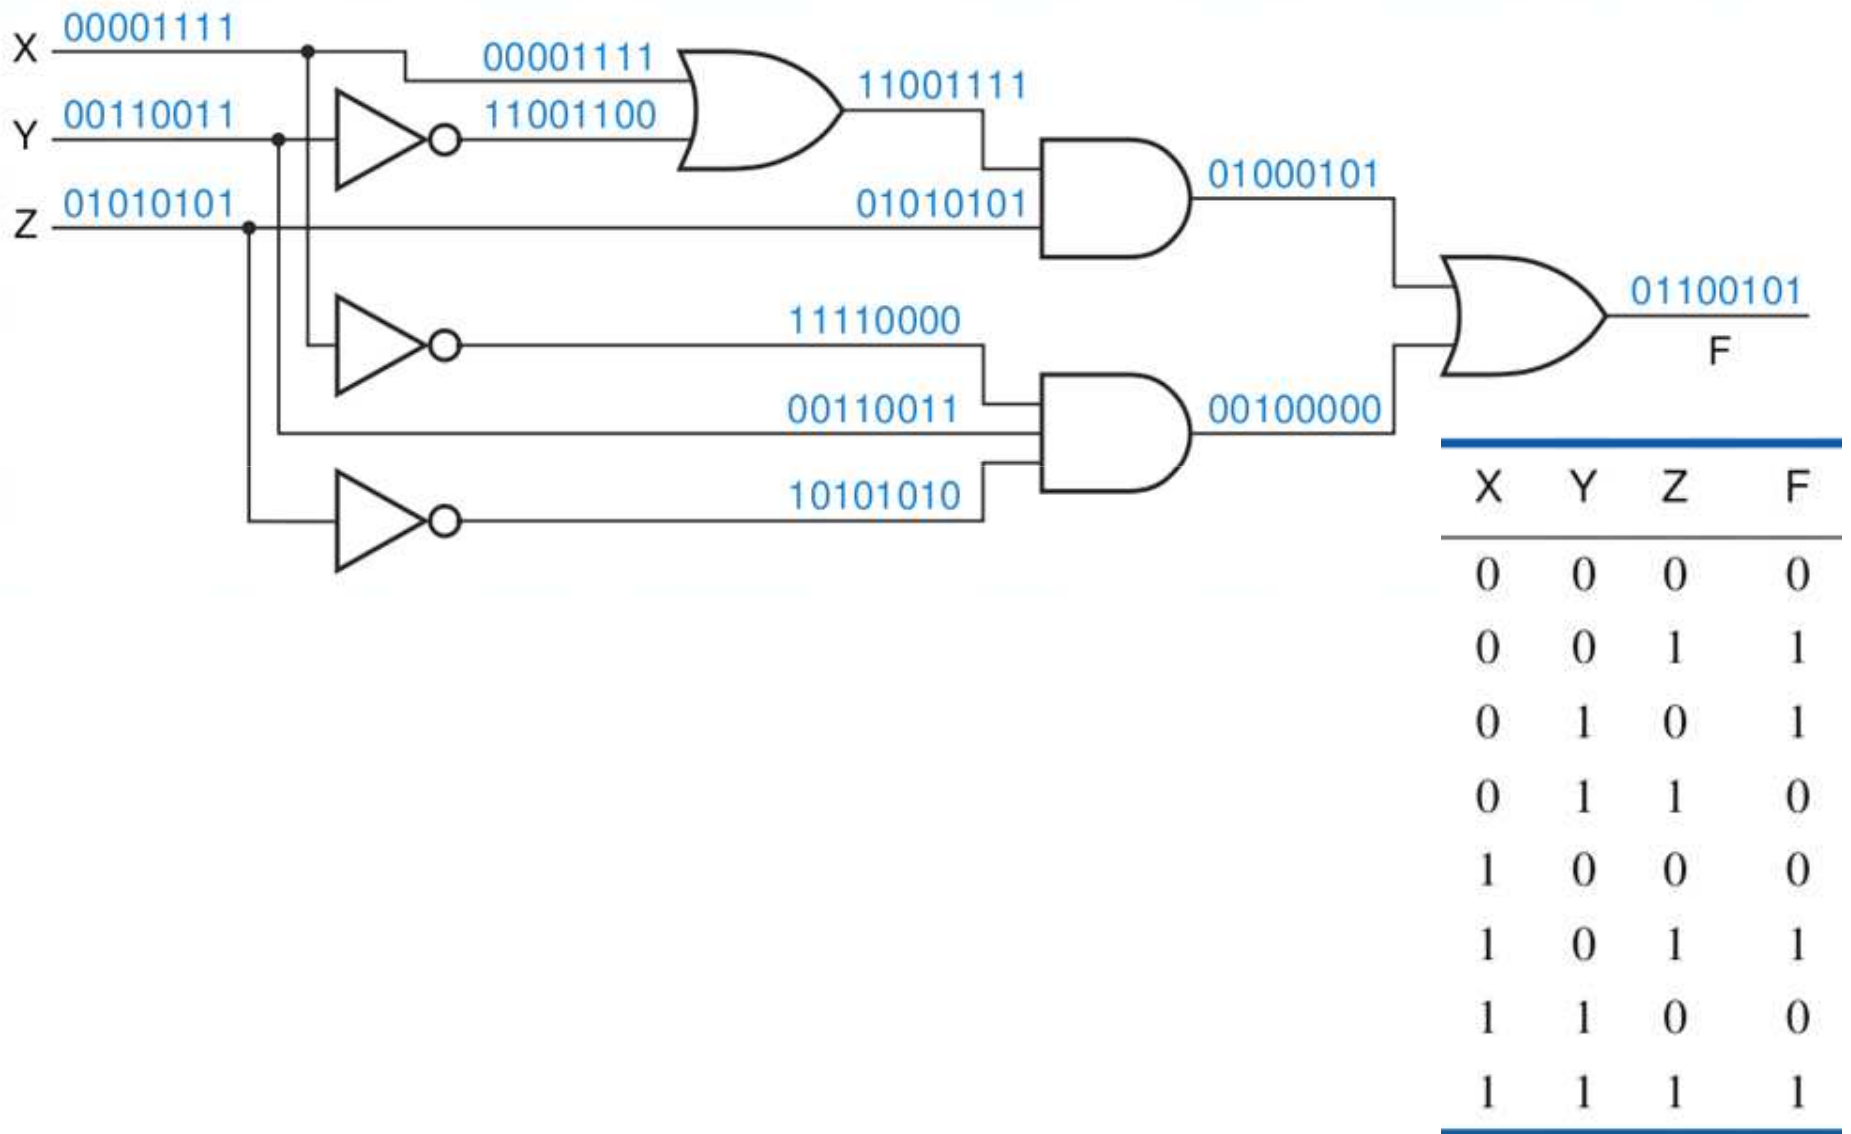 X 00001111
00001111
11001111
Y 00110011
11001100
01000101
Z 01010101
01010101
01100101
F
11110000
00110011
00100000
10101010
X Y Z F
0 0 0 0
0 0 1 1
0 1 0 1
0 1 1 0
1 0 0 0
1 0 1 1
1 1 0 0
1 1 1 1